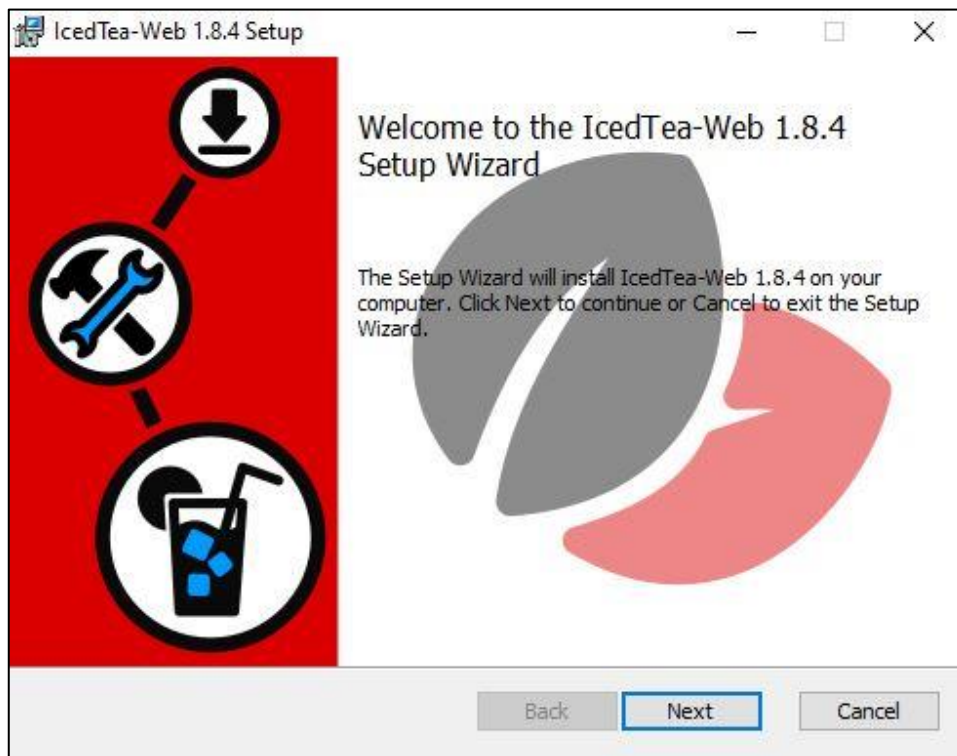 IcedTea-Web 1.8.4 Setup
Welcome to the IcedTea-Web 1.8.4
Setup Wizard
The Setup Wizard will install IcedTea-Web 1.8.4 on your
computer. Click Next to continue or Cancel to exit the Setup
Wizard.
Back Next Cancel